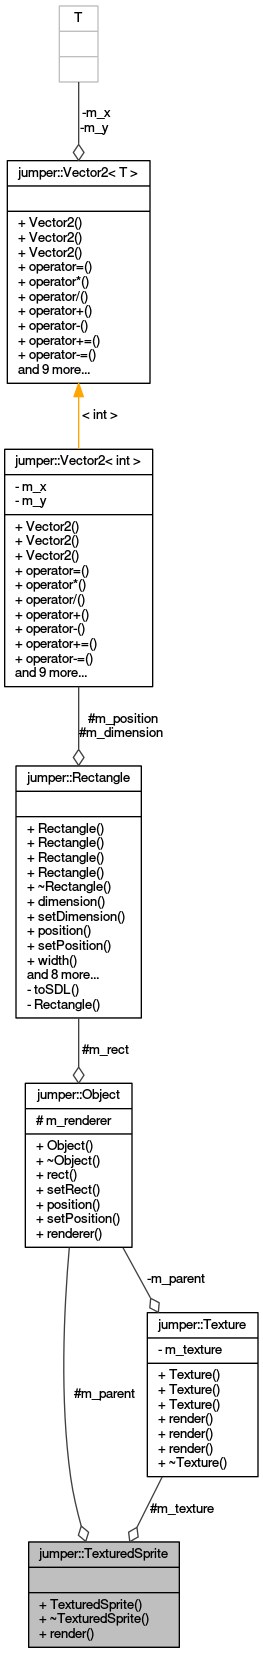 T
-m_x
-m_y
jumper::Vector2< T >
+ Vector2()
+ Vector2()
+ Vector2()
+ operator=()
+ operator*()
+ operator/()
+ operator+()
+ operator-()
+ operator+=()
+ operator-=()
and 9 more...
< int >
jumper::Vector2< int >
- m_x
- m_y
+ Vector2()
+ Vector2()
+ Vector2()
+ operator=()
+ operator*()
+ operator/()
+ operator+()
+ operator-()
+ operator+=()
+ operator-=()
and 9 more...
#m_position
#m_dimension
jumper::Rectangle
+ Rectangle()
+ Rectangle()
+ Rectangle()
+ Rectangle()
+ ~Rectangle()
+ dimension()
+ setDimension()
+ position()
+ setPosition()
+ width()
and 8 more...
- toSDL()
- Rectangle()
#m_rect
jumper::Object
# m_renderer
+ Object()
+ ~Object()
+ rect()
+ setRect()
+ position()
+ setPosition()
+ renderer()
-m_parent
jumper::Texture
- m_texture
+ Texture()
+ Texture()
+ Texture()
+ render()
+ render()
+ render()
+ ~Texture()
#m_parent
#m_texture
jumper::TexturedSprite
+ TexturedSprite()
+ ~TexturedSprite()
+ render()